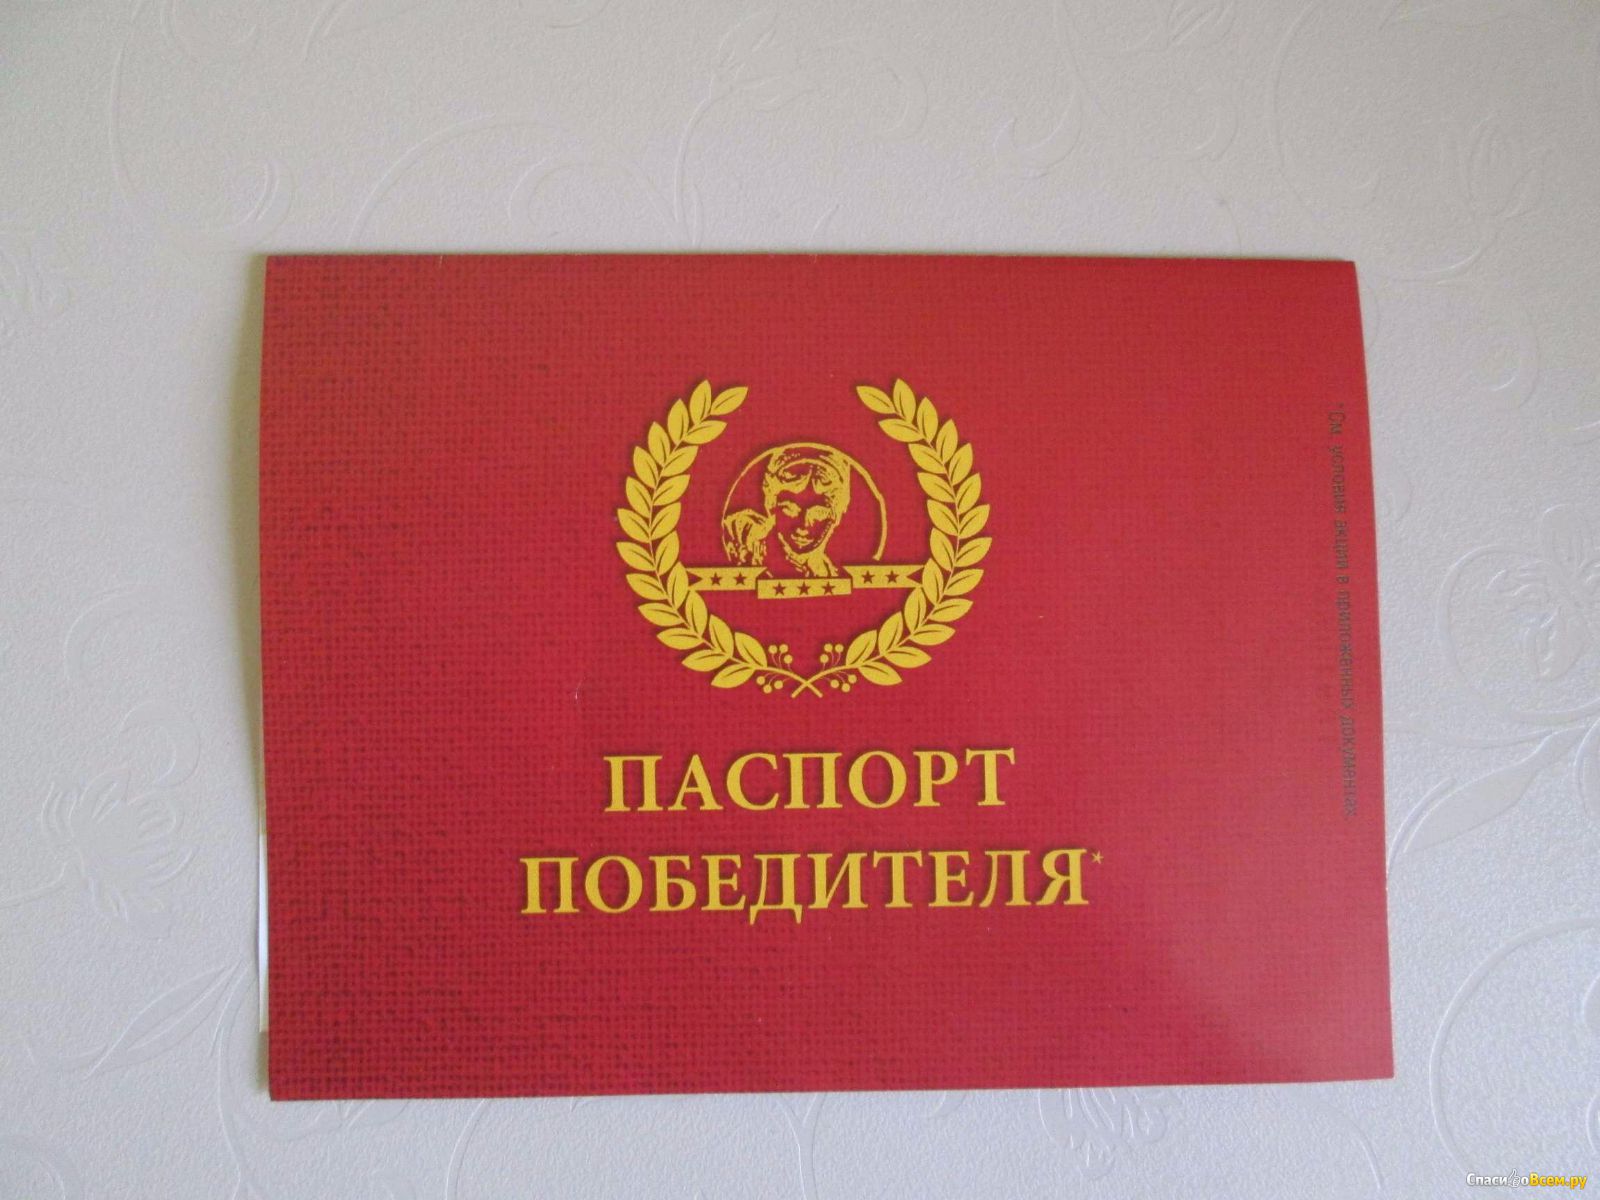 ПАСПОРТ
ПОБЕДИТЕЛЯ*
*См. условия акции в приложенных документах
СпасибоВсем.ру